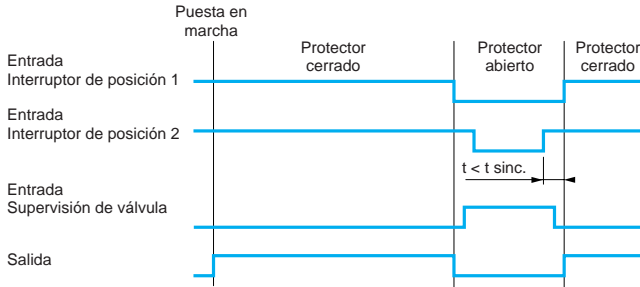 Puesta en
marcha
Protector
cerrado
Protector
abierto
Protector
cerrado
Entrada
Interruptor de posición 1
Entrada
Interruptor de posición 2
t < t sinc.
Entrada
Supervisión de válvula
Salida